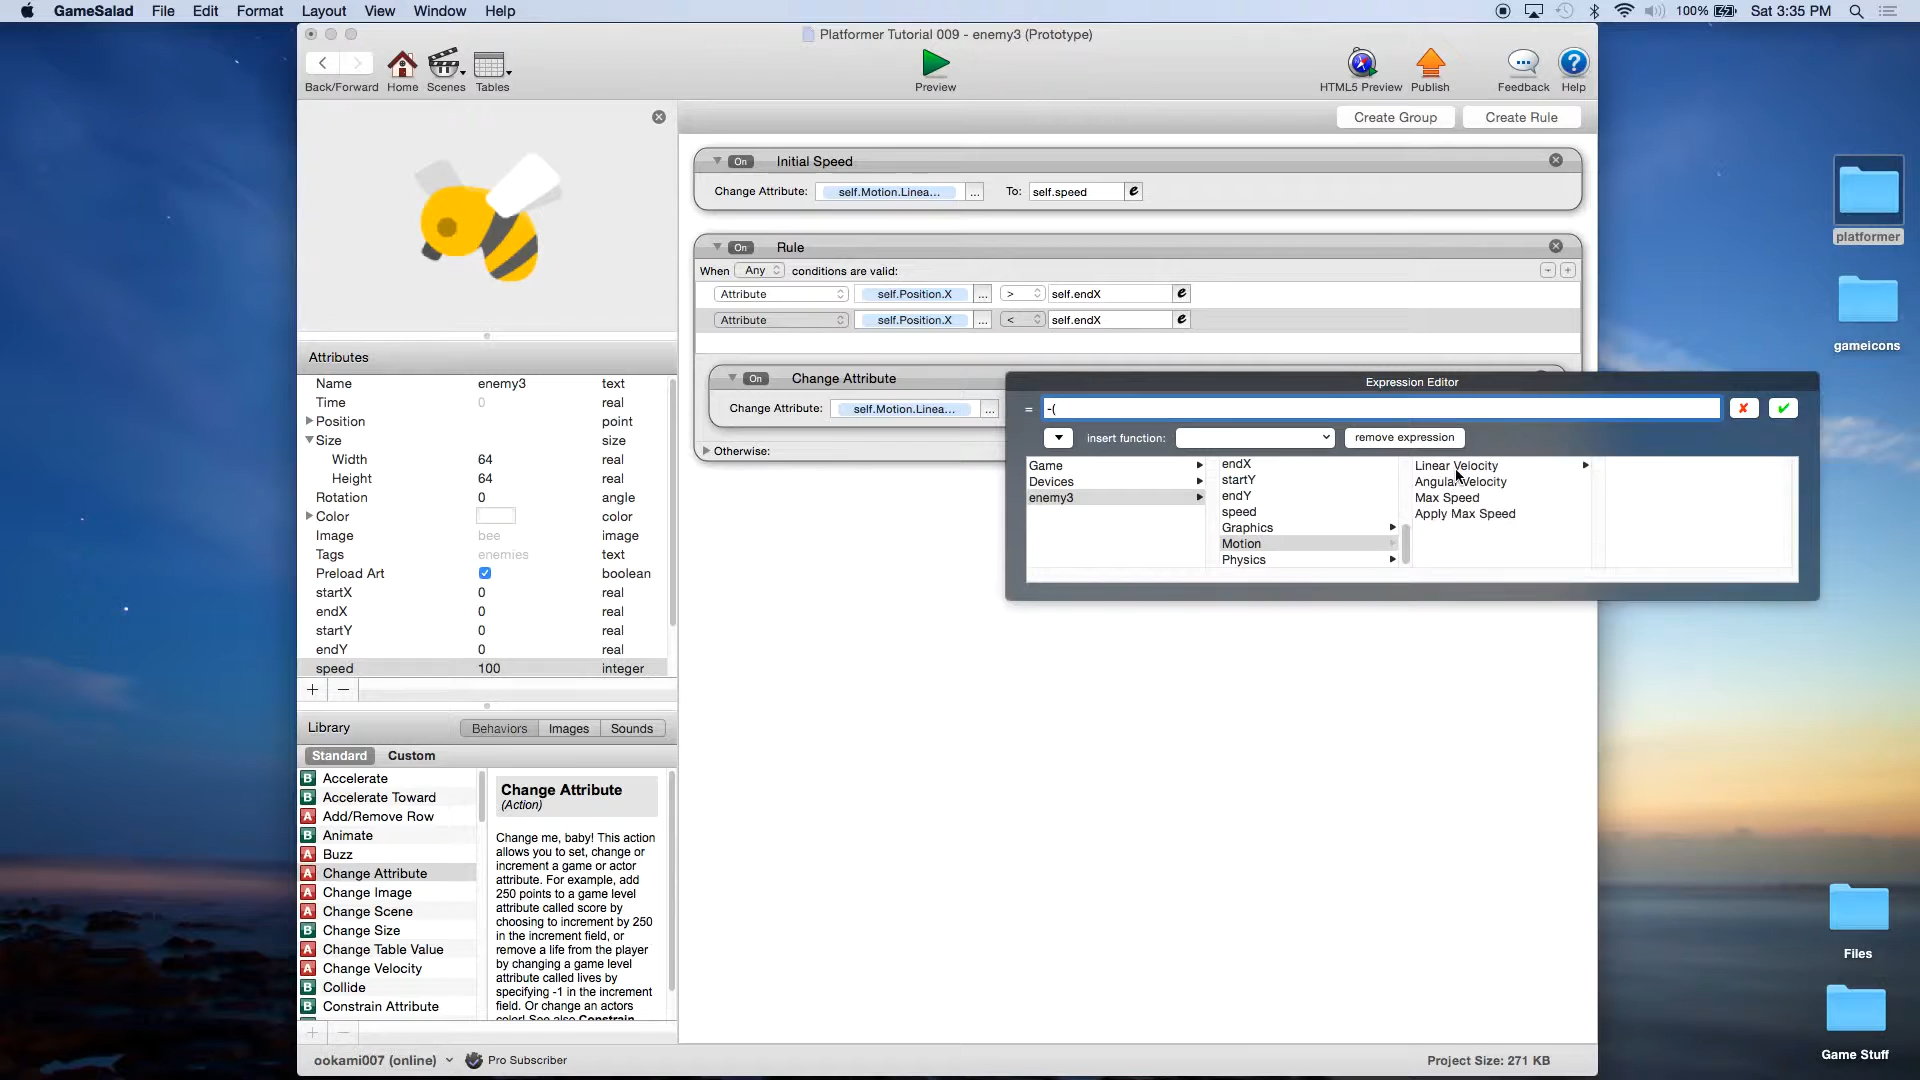 GameSalad File Edit Format Layout View Window Help
100% Sat 3:35 PM
Platformer Tutorial 009 - enemy3 (Prototype)
Back/Forward Home Scenes Tables
Preview
HTML5 Preview Publish Feedback Help
Create Group Create Rule
On Initial Speed
Change Attribute: self.Motion.Linea... ... To: self.speed e
On Rule
When Any conditions are valid: - +
Attribute self.Position.X ... > self.endX e
Attribute self.Position.X ... < self.endX e
On Change Attribute
Change Attribute: self.Motion.Linea... ...
Otherwise:
Expression Editor
= -(
insert function: remove expression
Game
Devices
enemy3
endX
startY
endY
speed
Graphics
Motion
Physics
Linear Velocity
Angular Velocity
Max Speed
Apply Max Speed
Attributes
Name enemy3 text
Time 0 real
Position point
Size size
Width 64 real
Height 64 real
Rotation 0 angle
Color color
Image bee image
Tags enemies text
Preload Art boolean
startX 0 real
endX 0 real
startY 0 real
endY 0 real
speed 100 integer
+ −
Library Behaviors Images Sounds
Standard Custom
B Accelerate
B Accelerate Toward
A Add/Remove Row
B Animate
A Buzz
A Change Attribute
A Change Image
A Change Scene
B Change Size
A Change Table Value
A Change Velocity
B Collide
B Constrain Attribute
Change Attribute
(Action)
Change me, baby! This action
allows you to set, change or
increment a game or actor
attribute. For example, add
250 points to a game level
attribute called score by
choosing to increment by 250
in the increment field, or
remove a life from the player
by changing a game level
attribute called lives by
specifying -1 in the increment
field. Or change an actors
color! See also Constrain
+ −
ookami007 (online) Pro Subscriber
Project Size: 271 KB
platformer
gameicons
Files
Game Stuff